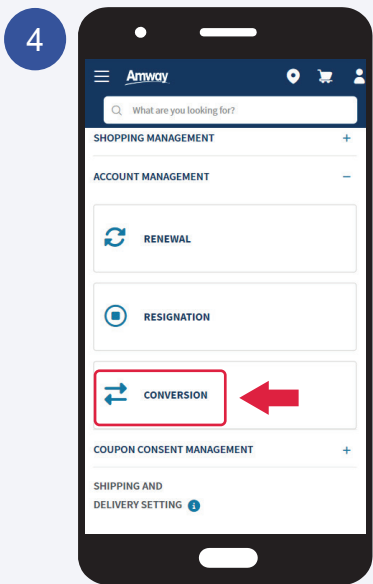 4
Amway
What are you looking for?
SHOPPING MANAGEMENT +
ACCOUNT MANAGEMENT −
RENEWAL
RESIGNATION
CONVERSION
COUPON CONSENT MANAGEMENT +
SHIPPING AND
DELIVERY SETTING i